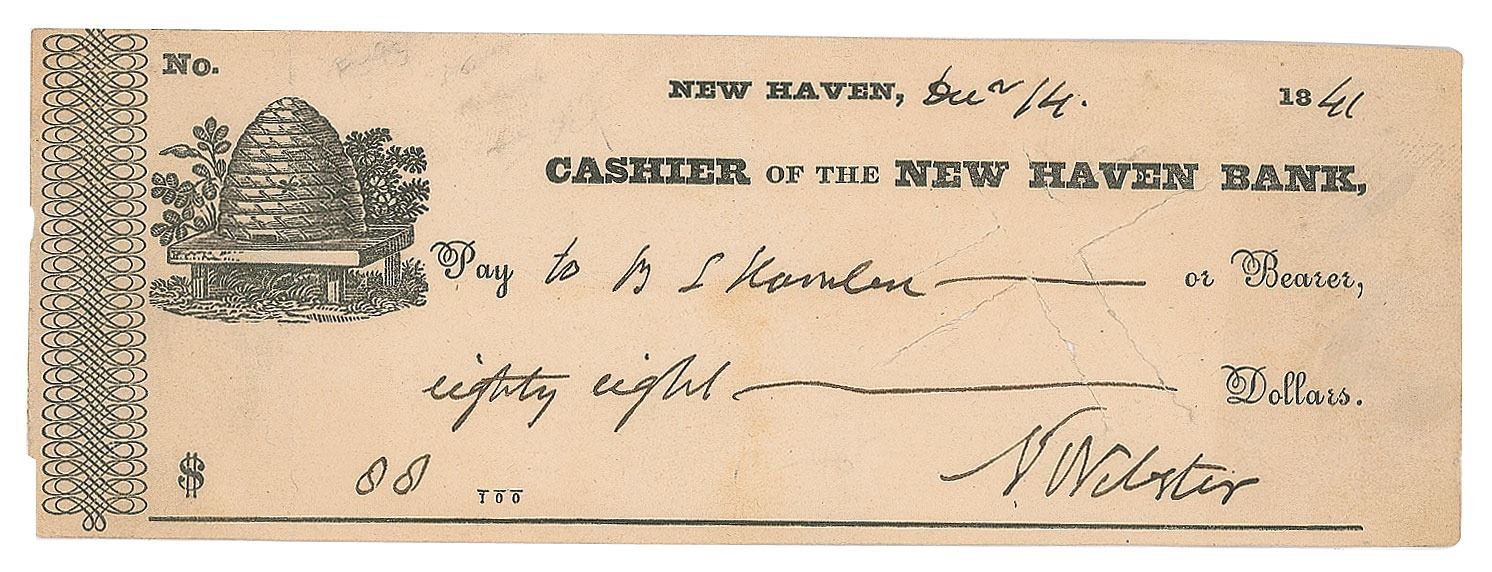 No.
NEW HAVEN, Decr 14. 1841
CASHIER OF THE NEW HAVEN BANK,
Pay to B L Hamlen or Bearer,
eighty eight Dollars.
$ 88 100
N Webster